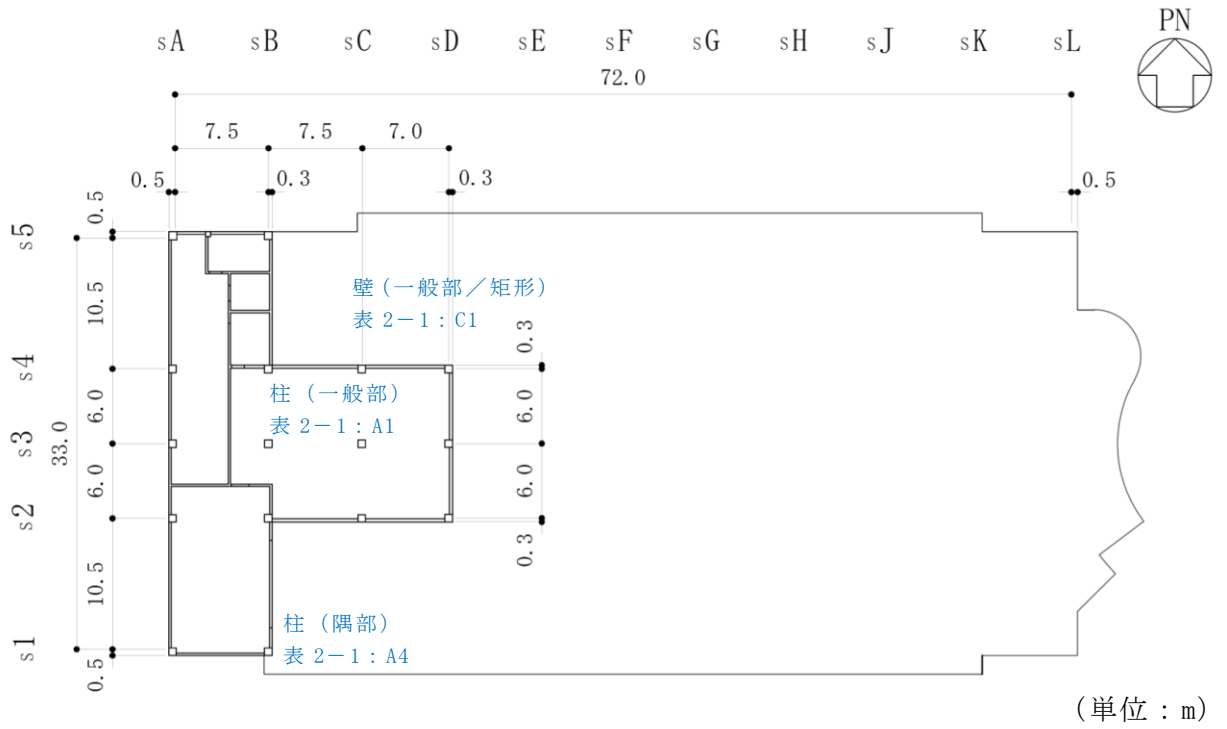 sA sB sC sD sE sF sG sH sJ sK sL
PN
72.0
7.5 7.5 7.0
0.5 0.3 0.3 0.5
s5
0.5
壁(一般部/矩形)
表 2-1:C1
10.5
0.3
s4
柱 (一般部)
表 2-1:A1
6.0
6.0
s3
33.0
6.0
6.0
s2
0.3
10.5
柱 (隅部)
表 2-1:A4
s1
0.5
(単位:m)